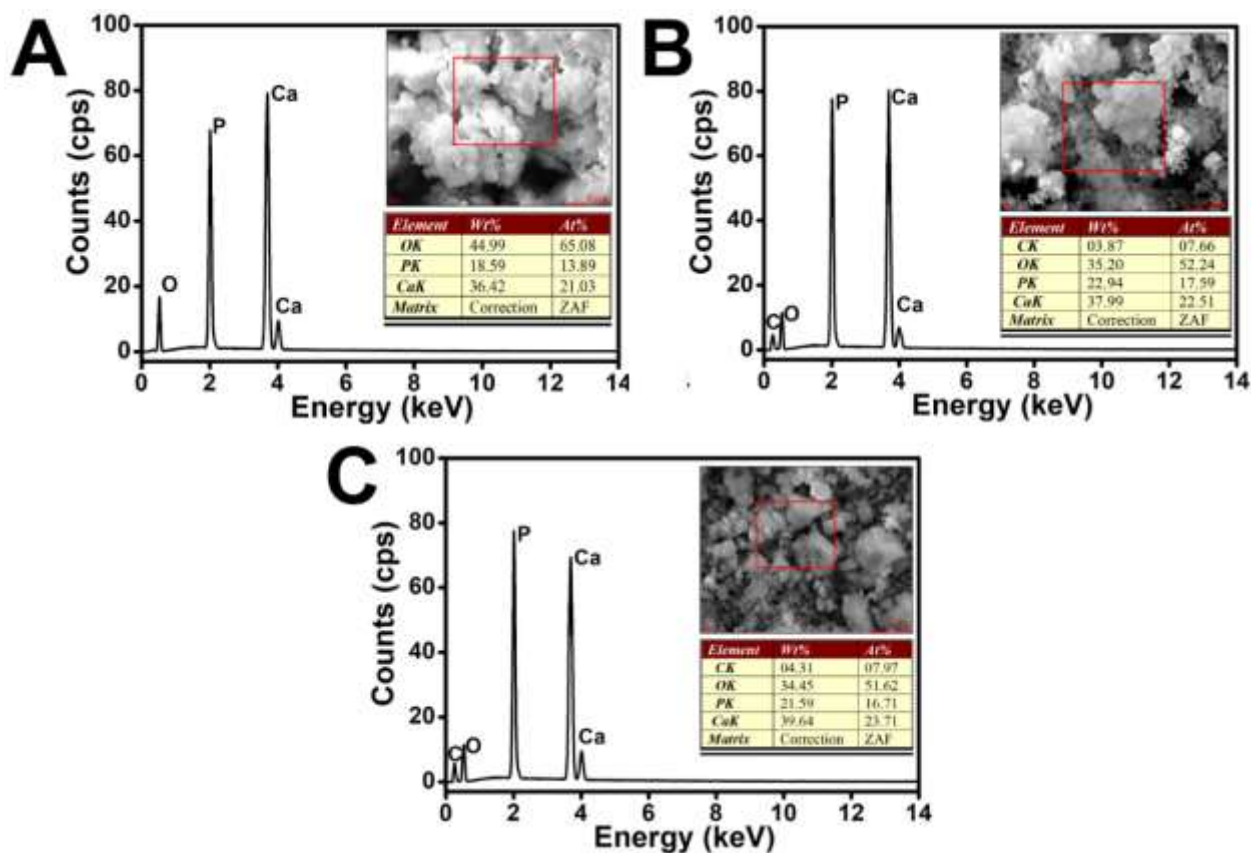 A
Counts (cps)
100
80
60
40
20
0
O
P
Ca
Ca
0 2 4 6 8 10 12 14
Energy (keV)
Element Wt% At%
OK 44.99 65.08
PK 18.59 13.89
CaK 36.42 21.03
Matrix Correction ZAF
B
Counts (cps)
100
80
60
40
20
0
C O
P
Ca
Ca
0 2 4 6 8 10 12 14
Energy (keV)
Element Wt% At%
CK 03.87 07.66
OK 35.20 52.24
PK 22.94 17.59
CaK 37.99 22.51
Matrix Correction ZAF
C
Counts (cps)
100
80
60
40
20
0
C O
P
Ca
Ca
0 2 4 6 8 10 12 14
Energy (keV)
Element Wt% At%
CK 04.31 07.97
OK 34.45 51.62
PK 21.59 16.71
CaK 39.64 23.71
Matrix Correction ZAF